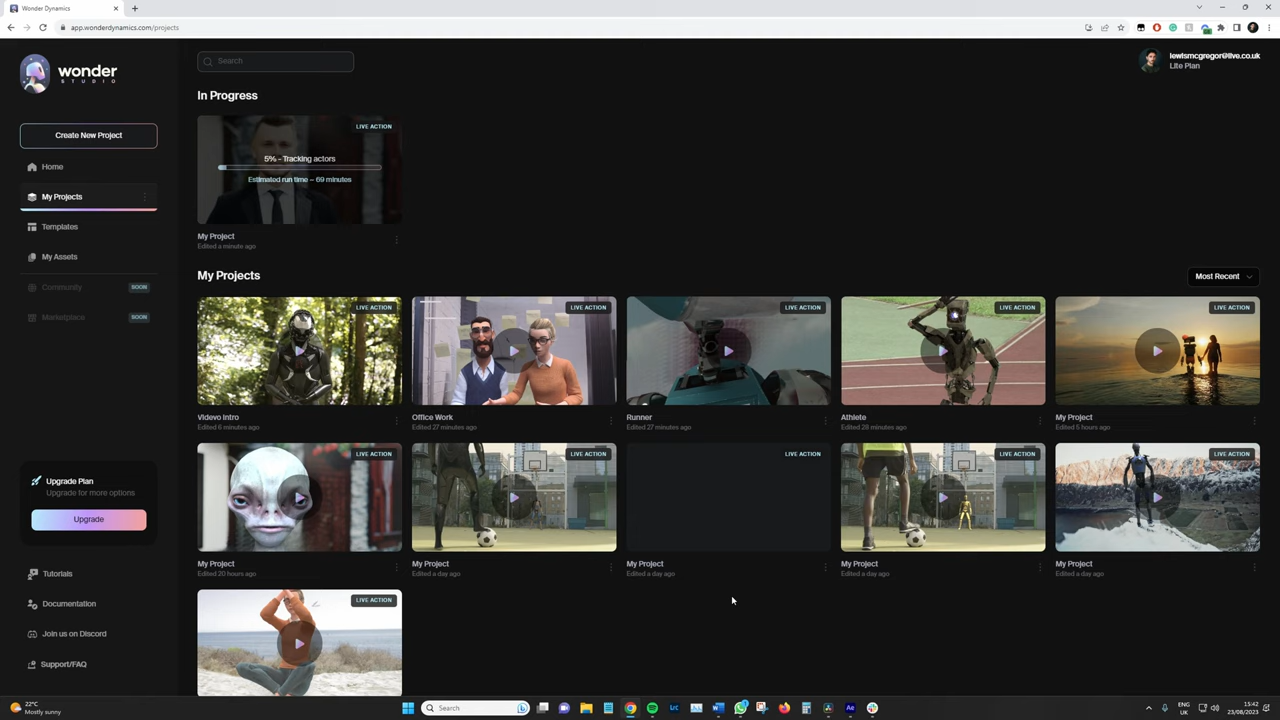 Wonder Dynamics
app.wonderdynamics.com/projects
wonder
STUDIO
Search
lewismcgregor@live.co.uk
Lite Plan
Create New Project
Home
My Projects
Templates
My Assets
Community
SOON
Marketplace
SOON
Upgrade Plan
Upgrade for more options
Upgrade
Tutorials
Documentation
Join us on Discord
Support/FAQ
In Progress
LIVE ACTION
5% - Tracking actors
Estimated run time ~ 69 minutes
My Project
Edited a minute ago
My Projects
Most Recent
LIVE ACTION
LIVE ACTION
LIVE ACTION
LIVE ACTION
LIVE ACTION
Videvo Intro
Office Work
Runner
Athlete
My Project
Edited 6 minutes ago
Edited 27 minutes ago
Edited 27 minutes ago
Edited 28 minutes ago
Edited 5 hours ago
LIVE ACTION
LIVE ACTION
LIVE ACTION
LIVE ACTION
LIVE ACTION
My Project
My Project
My Project
My Project
My Project
Edited 20 hours ago
Edited a day ago
Edited a day ago
Edited a day ago
Edited a day ago
LIVE ACTION
22°C
Mostly sunny
Search
ENG
UK
15:42
23/08/2023